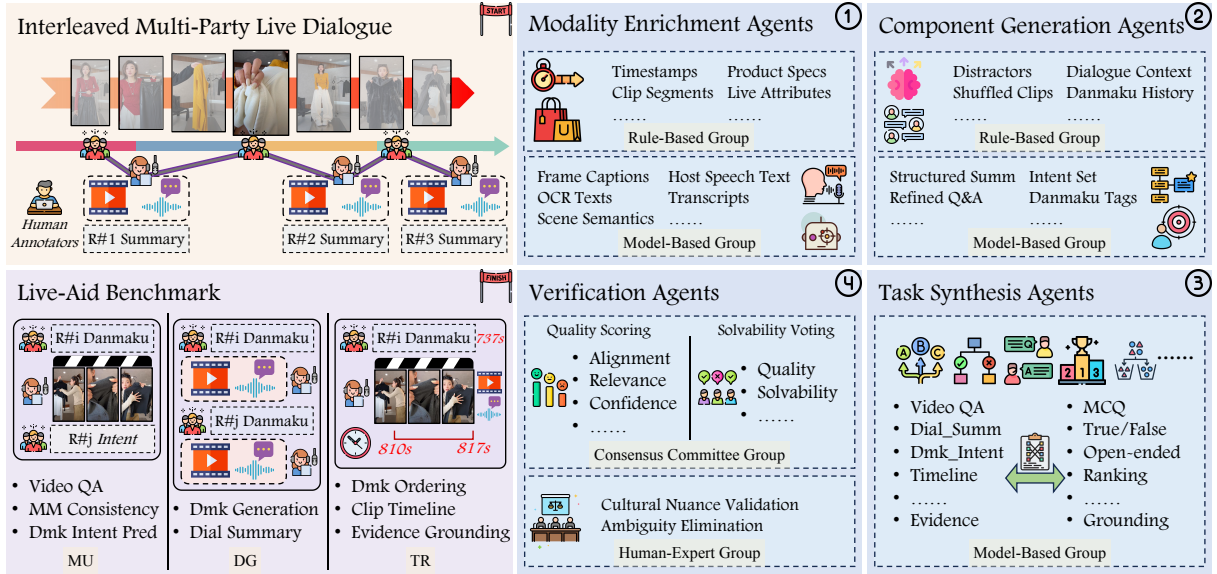 Interleaved Multi-Party Live Dialogue
START
Human
Annotators
R#1 Summary
R#2 Summary
R#3 Summary
Modality Enrichment Agents
1
Timestamps
Clip Segments
......
Product Specs
Live Attributes
......
Rule-Based Group
Frame Captions
OCR Texts
Scene Semantics
Host Speech Text
Transcripts
......
Model-Based Group
Component Generation Agents
2
Distractors
Shuffled Clips
......
Dialogue Context
Danmaku History
......
Rule-Based Group
Structured Summ
Refined Q&A
......
Intent Set
Danmaku Tags
......
Model-Based Group
Live-Aid Benchmark
FINISH
R#i Danmaku
R#j Intent
• Video QA
• MM Consistency
• Dmk Intent Pred
MU
R#i Danmaku
R#j Danmaku
• Dmk Generation
• Dial Summary
DG
R#i Danmaku
737s
810s
817s
• Dmk Ordering
• Clip Timeline
• Evidence Grounding
TR
Verification Agents
4
Quality Scoring
• Alignment
• Relevance
• Confidence
• ......
Solvability Voting
• Quality
• Solvability
• ......
Consensus Committee Group
Cultural Nuance Validation
Ambiguity Elimination
Human-Expert Group
Task Synthesis Agents
3
A
B
C
Q
A
2
1
3
......
• Video QA
• Dial_Summ
• Dmk_Intent
• Timeline
• ......
• Evidence
• MCQ
• True/False
• Open-ended
• Ranking
• ......
• Grounding
Model-Based Group